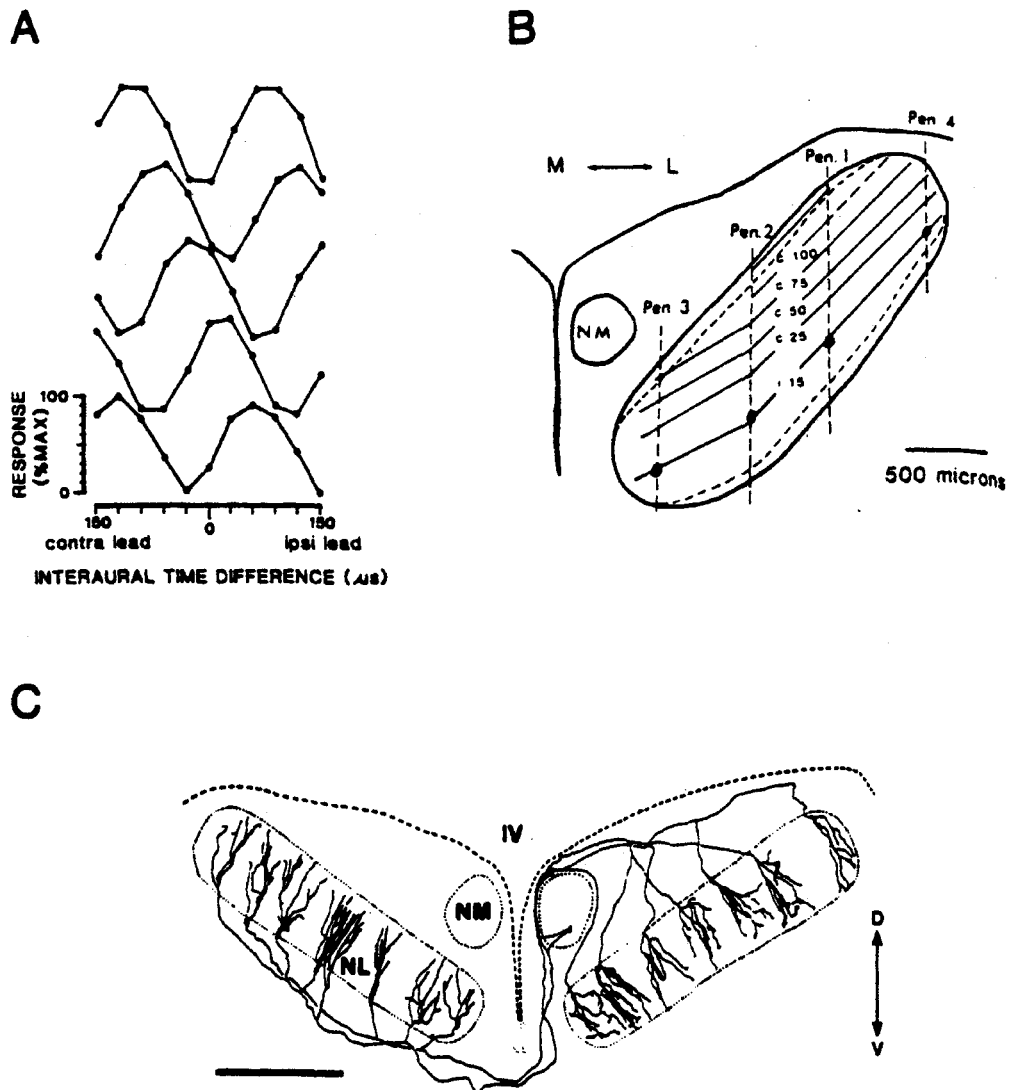 A
RESPONSE
(%MAX)
100
0
150
0
150
contra lead
ipsi lead
INTERAURAL TIME DIFFERENCE (μs)
B
M
L
Pen. 4
Pen. 1
Pen. 2
Pen 3
NM
c 100
c 75
c 50
c 25
i 15
500 microns
C
IV
NM
NL
D
V